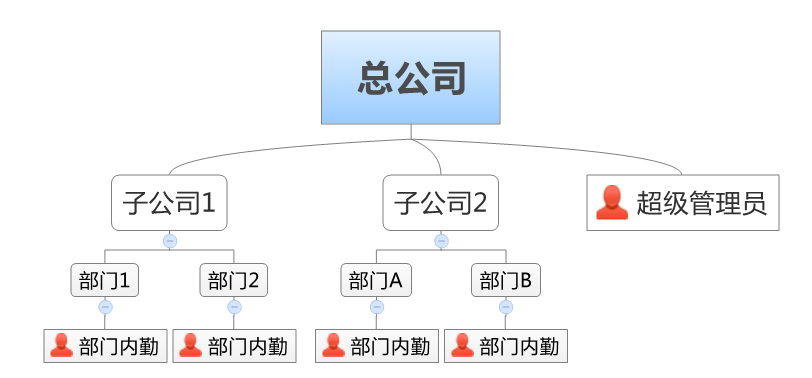 总公司
子公司1
子公司2
超级管理员
部门1
部门2
部门A
部门B
部门内勤
部门内勤
部门内勤
部门内勤